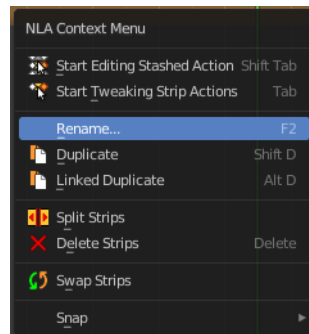 NLA Context Menu
Start Editing Stashed Action Shift Tab
Start Tweaking Strip Actions Tab
Rename... F2
Duplicate Shift D
Linked Duplicate Alt D
Split Strips
Delete Strips Delete
Swap Strips
Snap